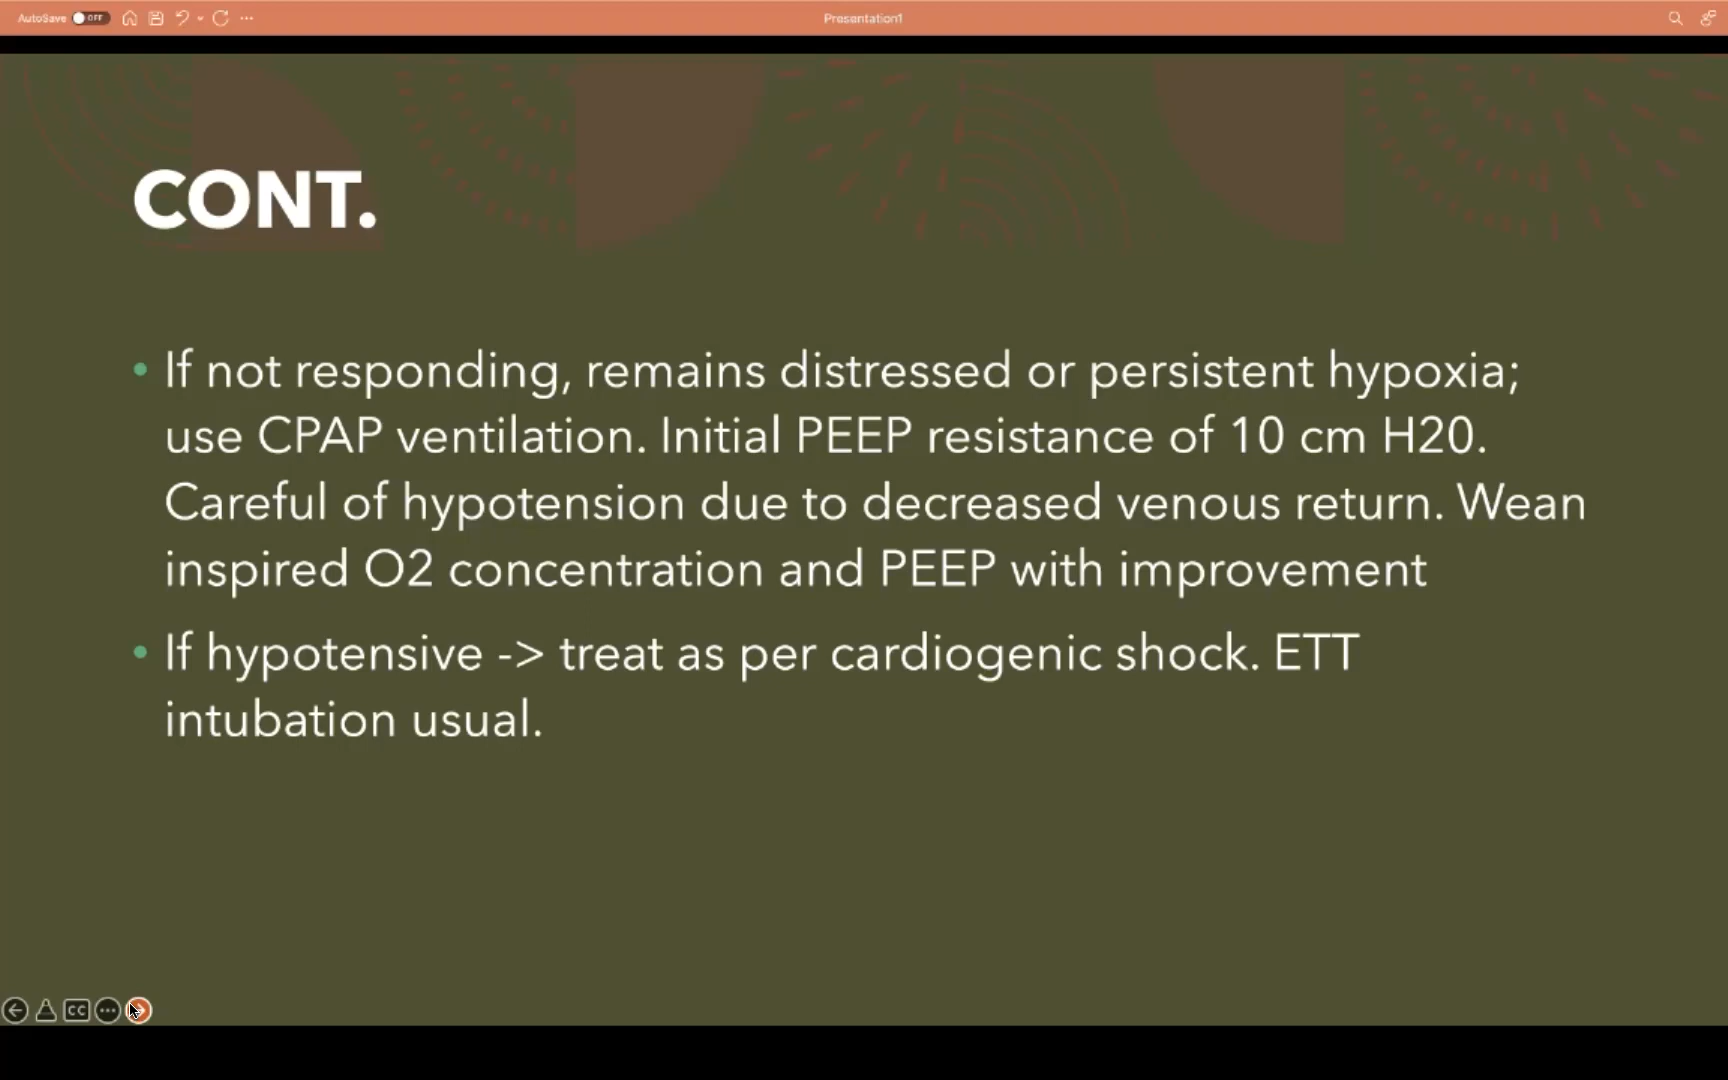 AutoSave OFF
Presentation1
CONT.
• If not responding, remains distressed or persistent hypoxia;
use CPAP ventilation. Initial PEEP resistance of 10 cm H20.
Careful of hypotension due to decreased venous return. Wean
inspired O2 concentration and PEEP with improvement
• If hypotensive -> treat as per cardiogenic shock. ETT
intubation usual.
CC